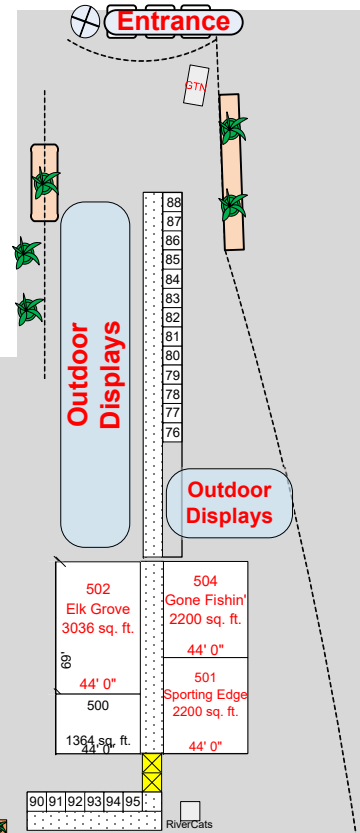 Entrance
GTN
88
87
86
85
84
83
82
81
80
79
78
77
76
Outdoor
Displays
Outdoor
Displays
502
Elk Grove
3036 sq. ft.
69'
44' 0"
504
Gone Fishin'
2200 sq. ft.
44' 0"
500
1364 sq. ft.
44' 0"
501
Sporting Edge
2200 sq. ft.
44' 0"
90 91 92 93 94 95
RiverCats